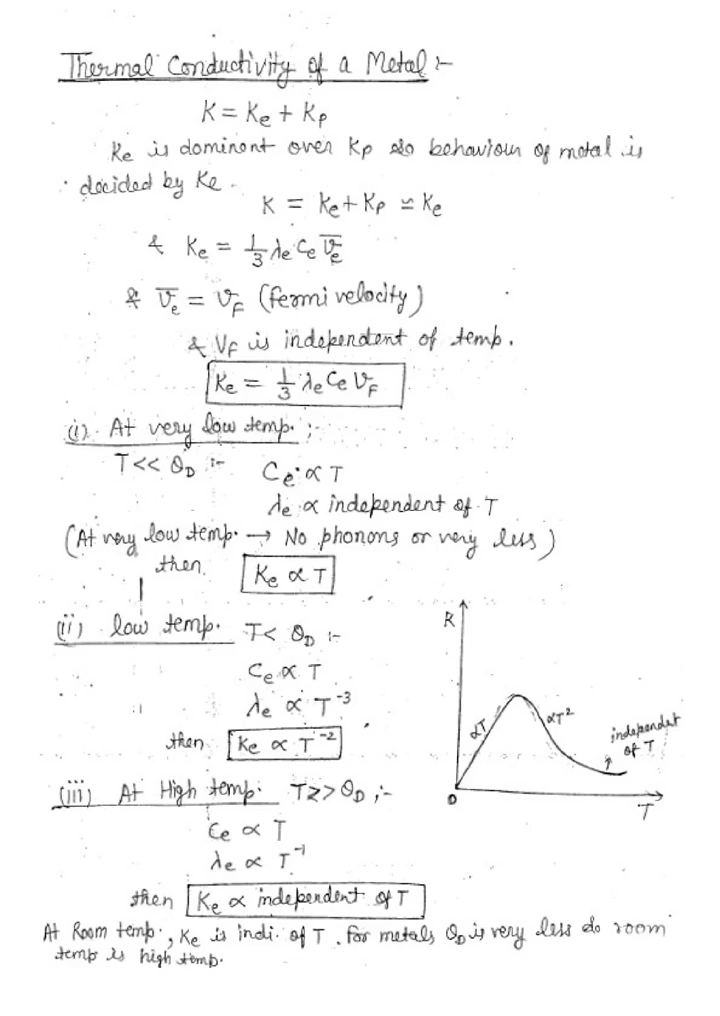 Thermal Conductivity of a Metal :-
K = Ke + Kp
Ke is dominant over Kp so behaviour of metal is
decided by Ke.
K = Ke + Kp ≃ Ke
& Ke = 1/3 λe Ce V̅e
& V̅e = VF (fermi velocity)
& VF is independent of temp.
Ke = 1/3 λe Ce VF
(i). At very low temp. :-
T << θD :- Ce ∝ T
λe ∝ independent of T
(At very low temp. → No phonons or very less)
then Ke ∝ T
(ii) low temp. T < θD :-
Ce ∝ T
λe ∝ T⁻³
then Ke ∝ T⁻²
R
∝T
∝T²
independent
of T
0
T
(iii) At High temp. T >> θD ;-
Ce ∝ T
λe ∝ T⁻¹
then Ke ∝ independent of T
At Room temp., Ke is indi. of T. for metals θD is very less so room
temp is high temp.